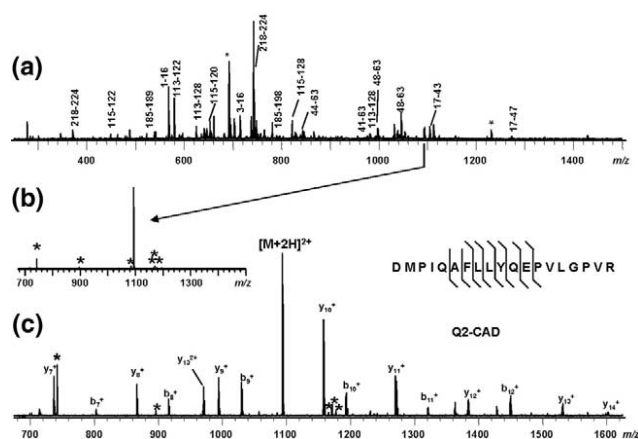 (a)
218-224
115-122
185-189
1-16
113-122
113-128
115-120
*
3-16
218-224
185-198
115-128
44-63
41-63
113-128
48-63
48-63
17-43
*
17-47
400 600 800 1000 1200 1400 m/z
(b)
* * * * * *
700 900 1100 1300 1500 m/z
[M+2H]2+
DMPIQAFLLYQEPVLGPVR
Q2-CAD
(c)
y7+
*
b7+
y8+
*
b8+
y132+
y9+
b9+
y10+
* * *
b10+
y11+
b11+
y12+
b12+
y13+
y14+
700 800 900 1000 1100 1200 1300 1400 1500 1600 m/z